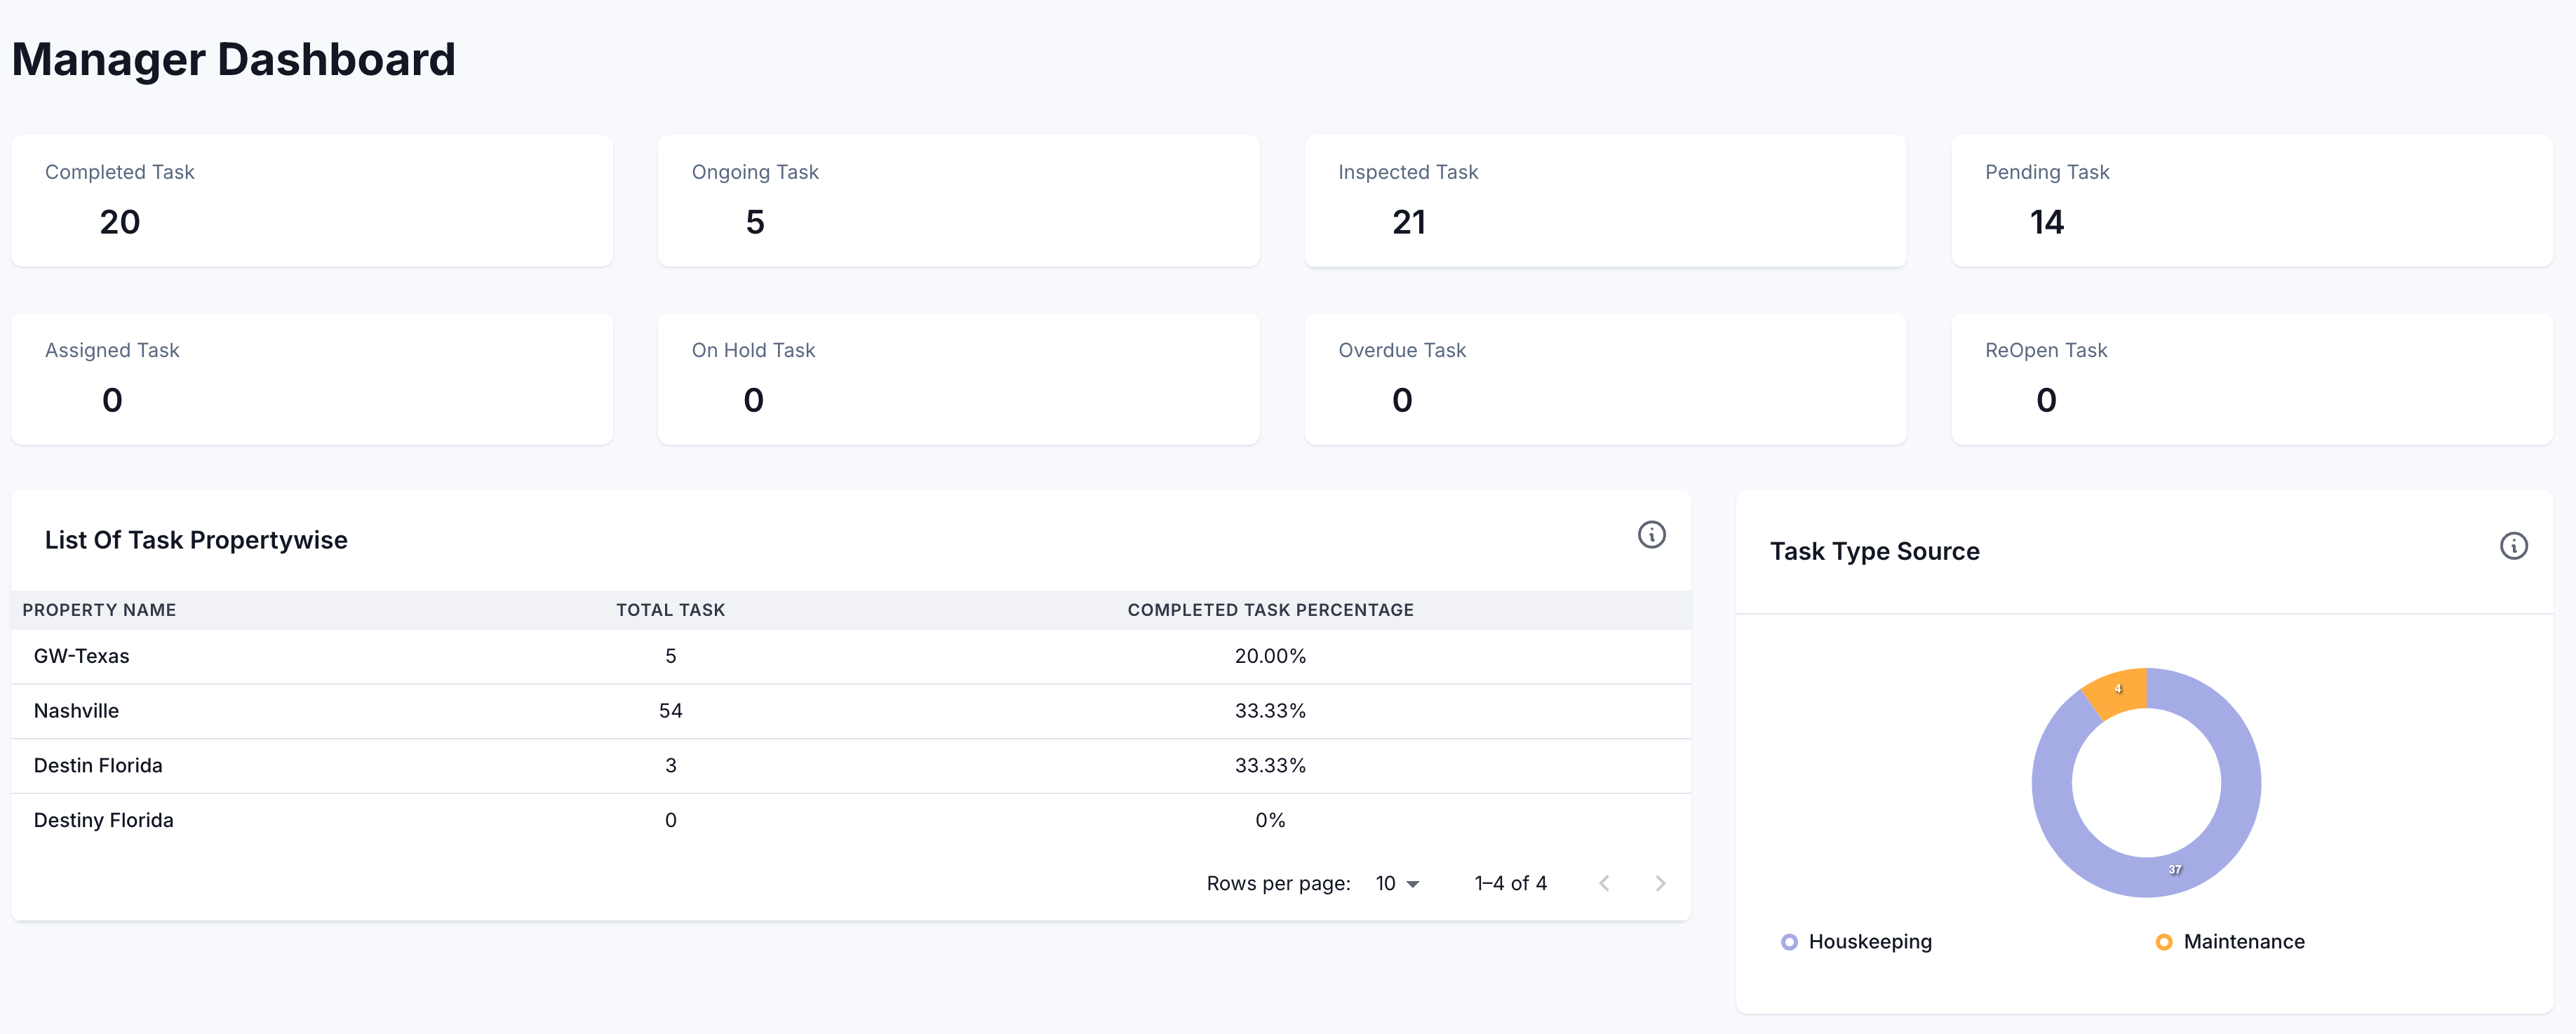 Manager Dashboard
Completed Task
20
Ongoing Task
5
Inspected Task
21
Pending Task
14
Assigned Task
0
On Hold Task
0
Overdue Task
0
ReOpen Task
0
List Of Task Propertywise
PROPERTY NAME TOTAL TASK COMPLETED TASK PERCENTAGE
GW-Texas 5 20.00%
Nashville 54 33.33%
Destin Florida 3 33.33%
Destiny Florida 0 0%
Rows per page: 10 1–4 of 4
Task Type Source
4
37
Houskeeping Maintenance